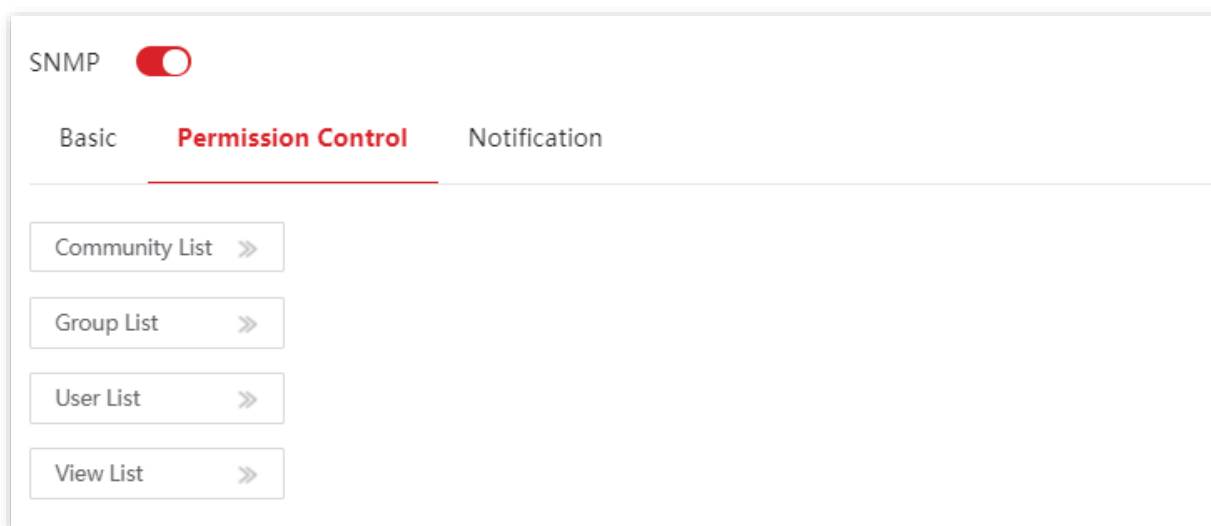 SNMP
Basic Permission Control Notification
Community List
Group List
User List
View List